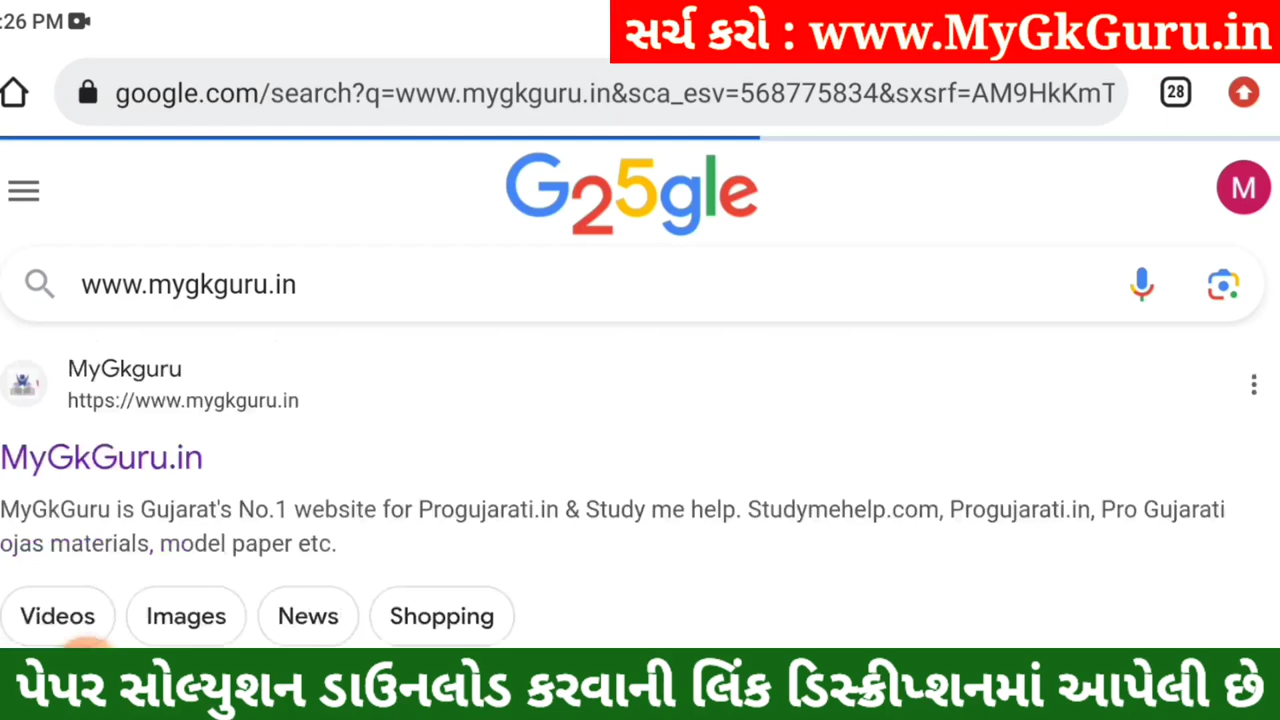 :26 PM
સર્ચ કરો : www.MyGkGuru.in
google.com/search?q=www.mygkguru.in&sca_esv=568775834&sxsrf=AM9HkKmT
28
G25gle
M
www.mygkguru.in
MyGkguru
https://www.mygkguru.in
MyGkGuru.in
MyGkGuru is Gujarat's No.1 website for Progujarati.in & Study me help. Studymehelp.com, Progujarati.in, Pro Gujarati
ojas materials, model paper etc.
Videos Images News Shopping
પેપર સોલ્યુશન ડાઉનલોડ કરવાની લિંક ડિસ્ક્રીપ્શનમાં આપેલી છે